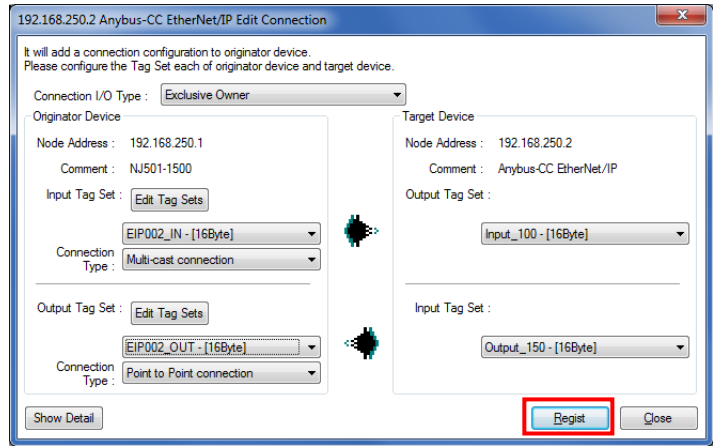 192.168.250.2 Anybus-CC EtherNet/IP Edit Connection
It will add a connection configuration to originator device.
Please configure the Tag Set each of originator device and target device.
Connection I/O Type : Exclusive Owner
Originator Device
Node Address : 192.168.250.1
Comment : NJ501-1500
Input Tag Set : Edit Tag Sets
EIP002_IN - [16Byte]
Connection Type : Multi-cast connection
Output Tag Set : Edit Tag Sets
EIP002_OUT - [16Byte]
Connection Type : Point to Point connection
Target Device
Node Address : 192.168.250.2
Comment : Anybus-CC EtherNet/IP
Output Tag Set :
Input_100 - [16Byte]
Input Tag Set :
Output_150 - [16Byte]
Show Detail
Regist
Close